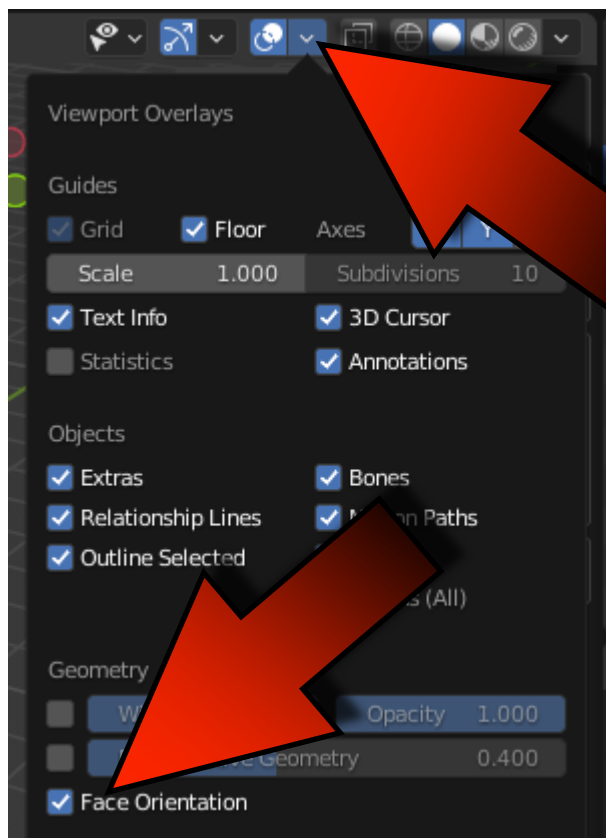 Viewport Overlays
Guides
Grid Floor Axes Y
Scale 1.000 Subdivisions 10
Text Info 3D Cursor
Statistics Annotations
Objects
Extras Bones
Relationship Lines Paths
Outline Selected
(All)
Geometry
Opacity 1.000
Geometry 0.400
Face Orientation